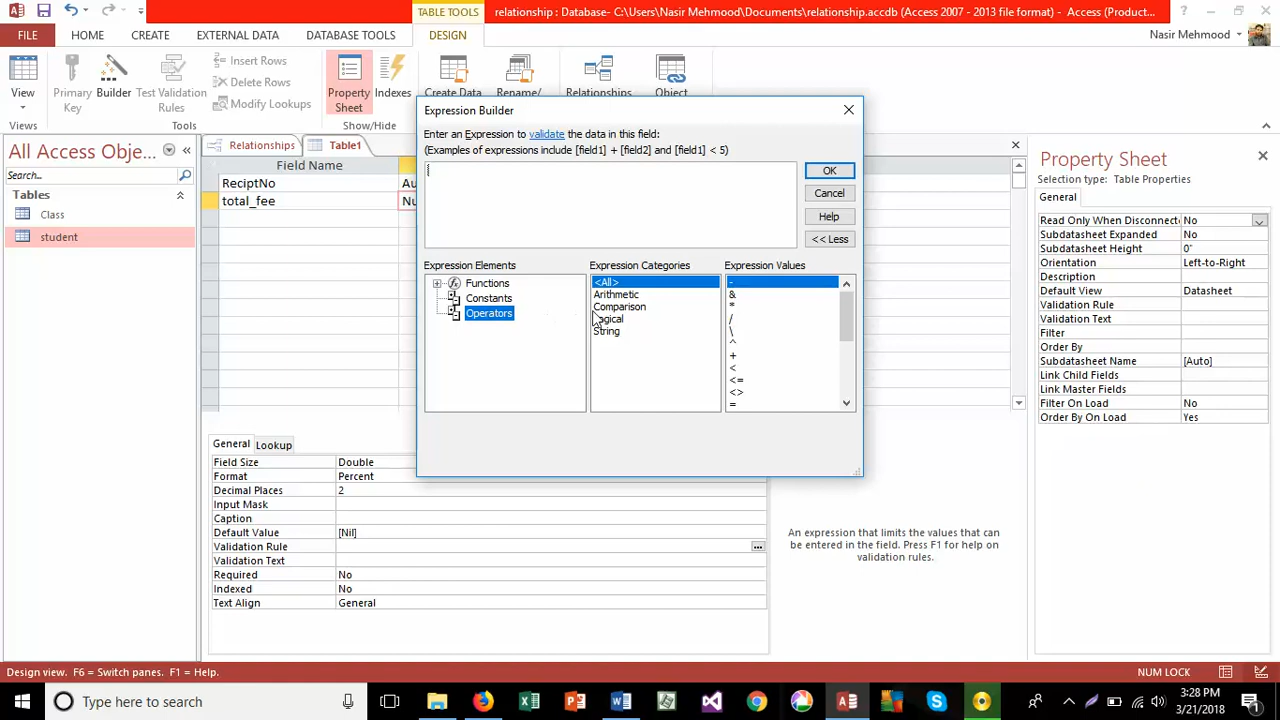 TABLE TOOLS
relationship : Database- C:\Users\Nasir Mehmood\Documents\relationship.accdb (Access 2007 - 2013 file format) - Access (Product...
FILE HOME CREATE EXTERNAL DATA DATABASE TOOLS DESIGN Nasir Mehmood
View
Primary Key
Builder
Test Validation Rules
Insert Rows
Delete Rows
Modify Lookups
Property Sheet
Indexes
Create Data
Rename/
Relationships
Object
Views Tools Show/Hide
All Access Obje...
Search...
Tables
Class
student
Relationships Table1
Field Name
ReciptNo Au
total_fee Nu
Expression Builder
Enter an Expression to validate the data in this field:
(Examples of expressions include [field1] + [field2] and [field1] < 5)
OK
Cancel
Help
<< Less
Expression Elements Expression Categories Expression Values
Functions
Constants
Operators
<All>
Arithmetic
Comparison
String
-
&
*
/
\
^
+
<
<=
<>
=
Property Sheet
Selection type: Table Properties
General
Read Only When Disconnecte No
Subdatasheet Expanded No
Subdatasheet Height 0"
Orientation Left-to-Right
Description
Default View Datasheet
Validation Rule
Validation Text
Filter
Order By
Subdatasheet Name [Auto]
Link Child Fields
Link Master Fields
Filter On Load No
Order By On Load Yes
General Lookup
Field Size Double
Format Percent
Decimal Places 2
Input Mask
Caption
Default Value [Nil]
Validation Rule
Validation Text
Required No
Indexed No
Text Align General
An expression that limits the values that can
be entered in the field. Press F1 for help on
validation rules.
Design view. F6 = Switch panes. F1 = Help. NUM LOCK
Type here to search
3:28 PM
3/21/2018